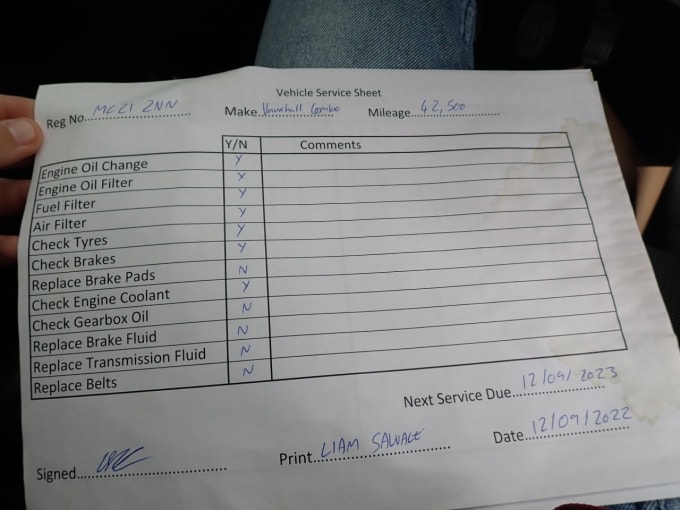 Vehicle Service Sheet
Reg No. ZNN Make Vauxhall Combo Mileage 42,500
Y/N Comments
Engine Oil Change Y
Engine Oil Filter Y
Fuel Filter Y
Air Filter Y
Check Tyres Y
Check Brakes Y
Replace Brake Pads N
Check Engine Coolant Y
Check Gearbox Oil N
Replace Brake Fluid N
Replace Transmission Fluid N
Replace Belts N
Next Service Due 12/09/2023
Signed Print LIAM Date 12/09/2022